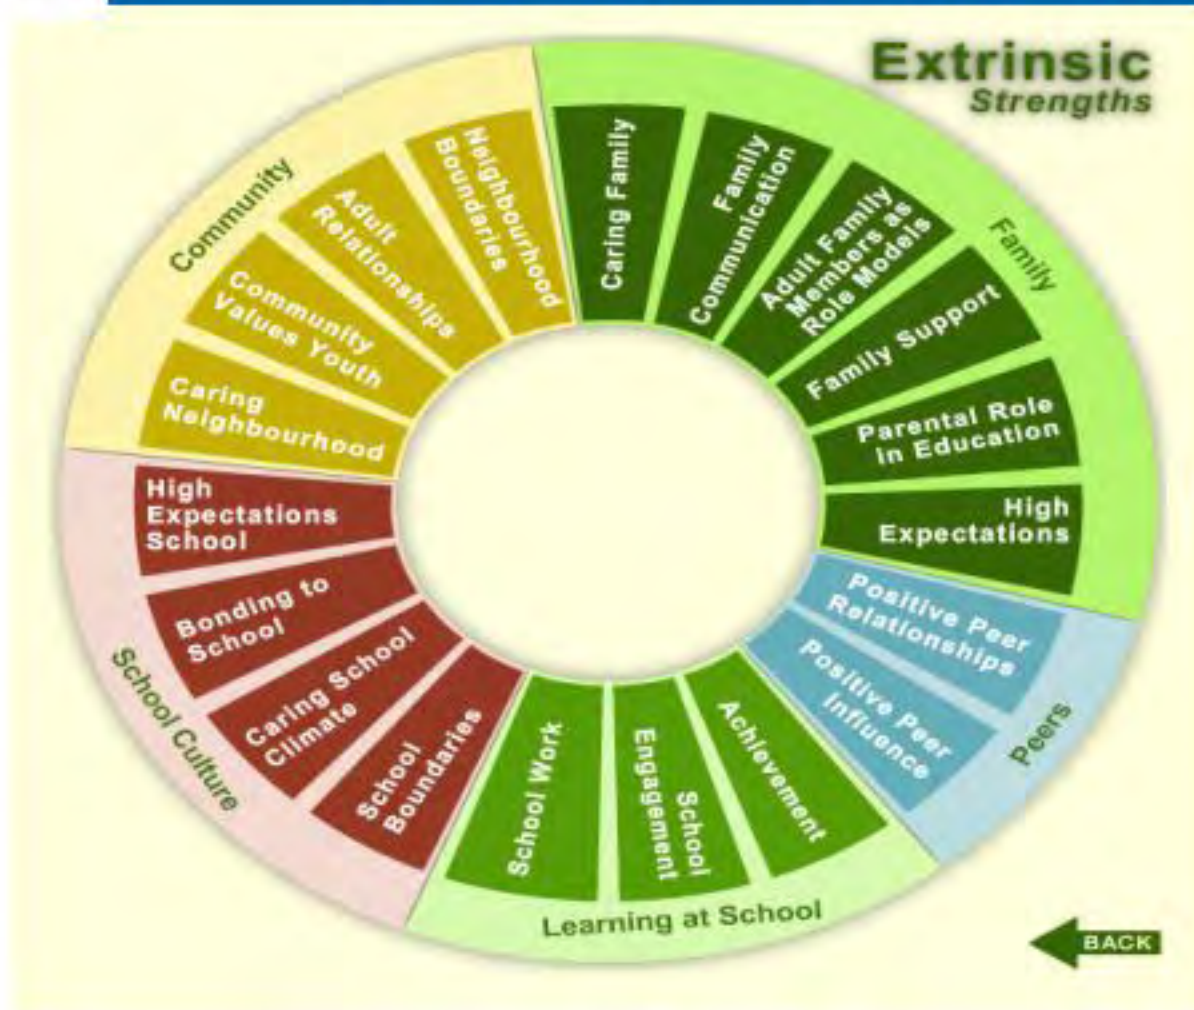 Extrinsic
Strengths
Family
Caring Family
Family
Communication
Adult Family
Members as
Role Models
Family Support
Parental Role
in Education
High
Expectations
Peers
Positive Peer
Relationships
Positive Peer
Influence
Learning at School
Achievement
School
Engagement
School Work
School Culture
School
Boundaries
Caring School
Climate
Bonding to
School
High
Expectations
School
Community
Caring
Neighbourhood
Community
Values Youth
Adult
Relationships
Neighbourhood
Boundaries
BACK